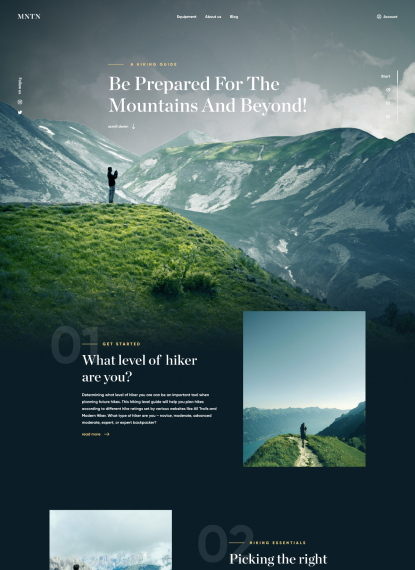 MNTN
Equipment About us Blog
Account
A HIKING GUIDE
Be Prepared For The
Mountains And Beyond!
scroll down
Follow us
Start
01
GET STARTED
What level of hiker
are you?
Determining what level of hiker you are can be an important tool when
planning future hikes. This hiking level guide will help you plan hikes
according to different hike ratings set by various websites like All Trails and
Modern Hiker. What type of hiker are you – novice, moderate, advanced
moderate, expert, or expert backpacker?
read more
02
HIKING ESSENTIALS
Picking the right